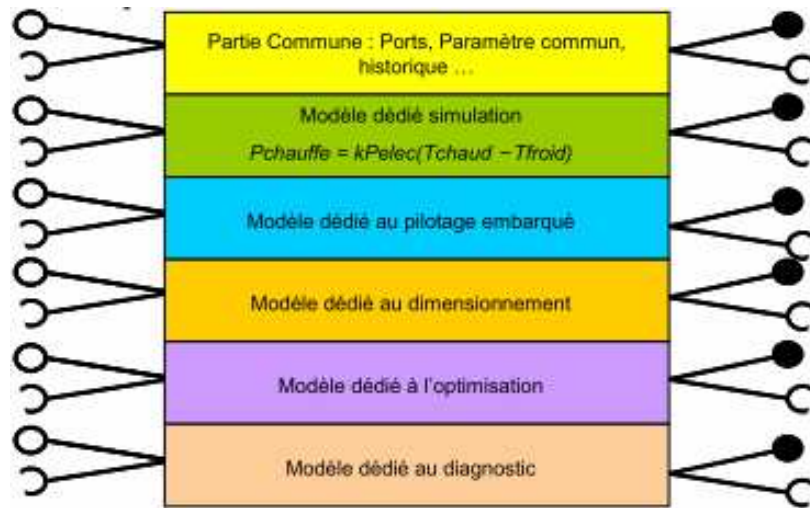 Partie Commune : Ports, Paramètre commun,
historique ...
Modèle dédié simulation
Pchauffe = kPelec(Tchaud − Tfroid)
Modèle dédié au pilotage embarqué
Modèle dédié au dimensionnement
Modèle dédié à l'optimisation
Modèle dédié au diagnostic